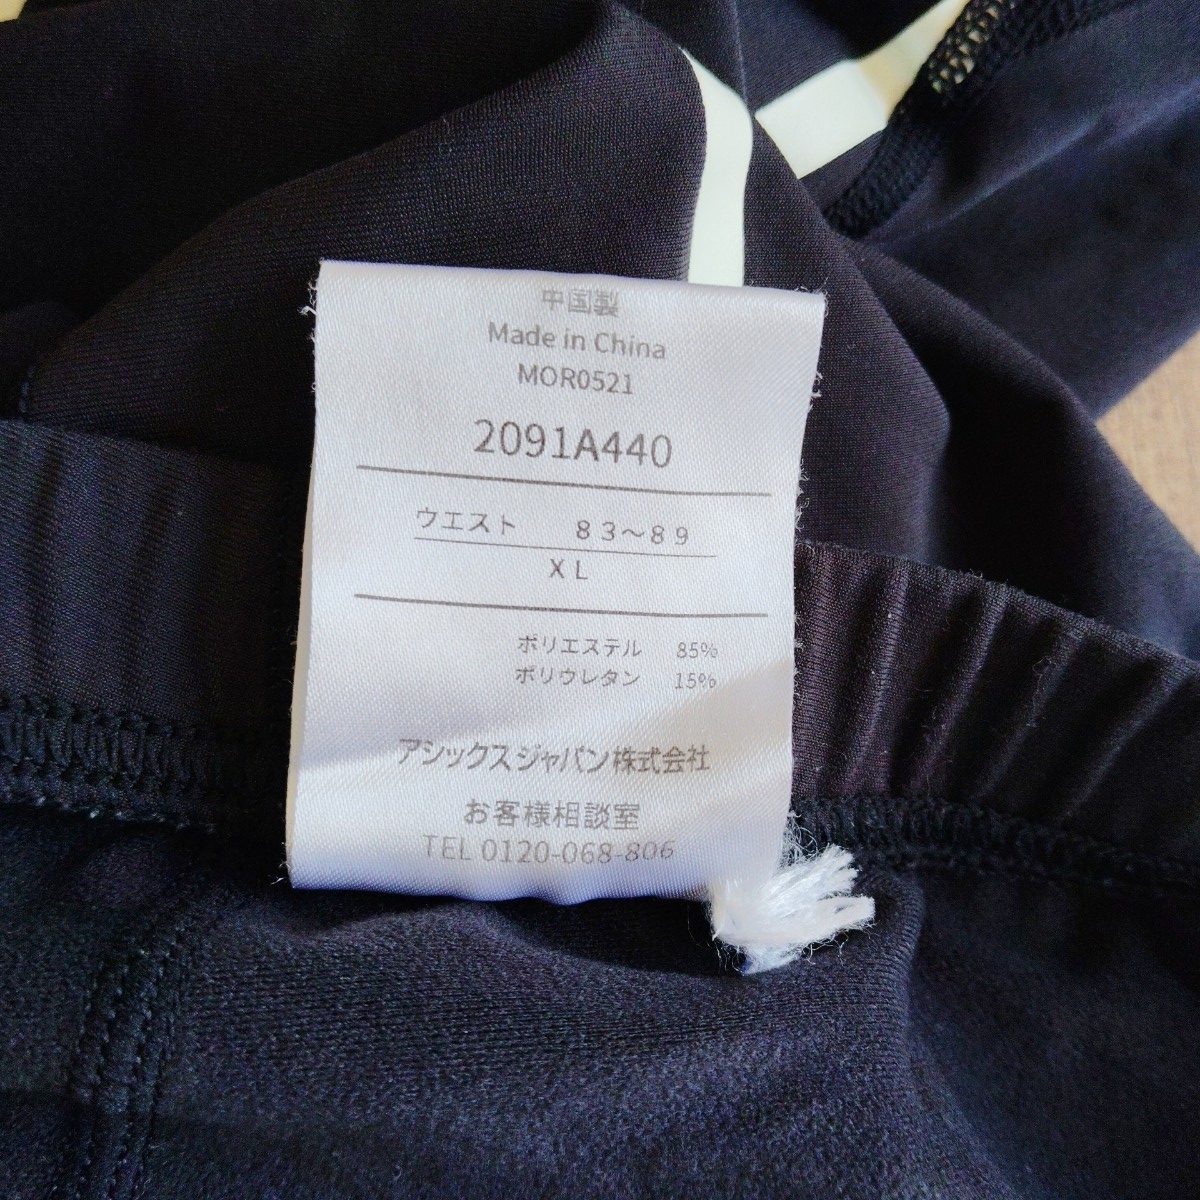 中国製
Made in China
MOR0521
2091A440
ウエスト 83～89
XL
ポリエステル 85%
ポリウレタン 15%
アシックスジャパン株式会社
お客様相談室
TEL 0120-068-806